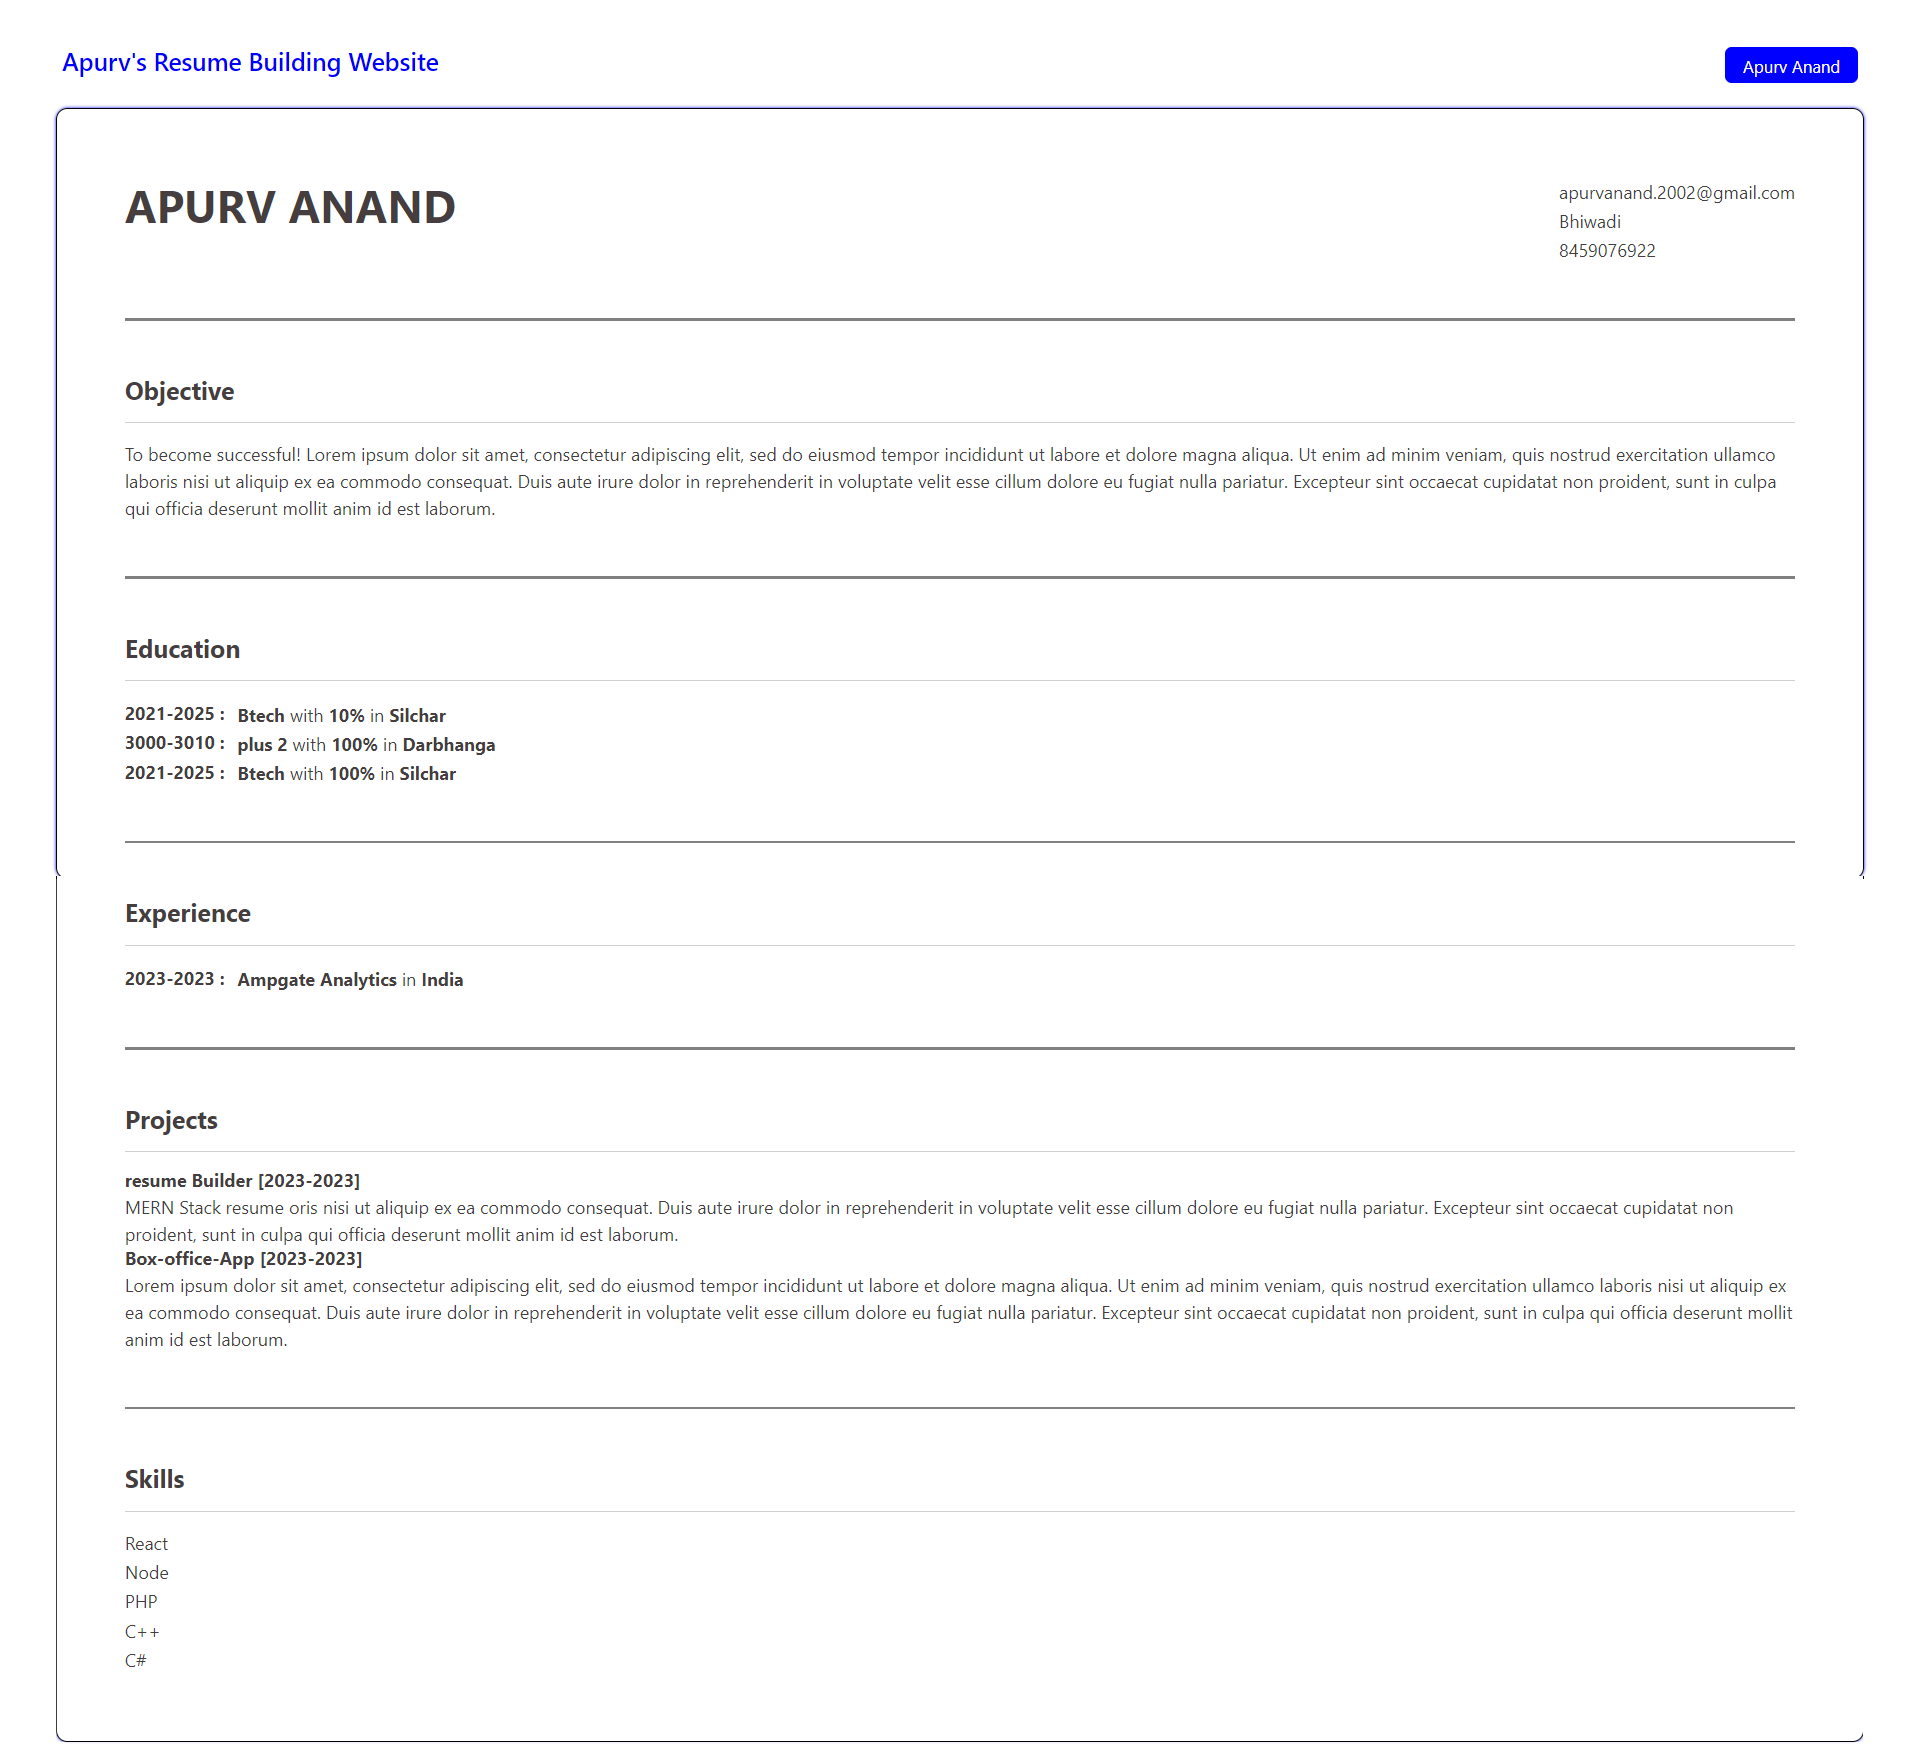 Apurv's Resume Building Website
Apurv Anand
APURV ANAND
apurvanand.2002@gmail.com
Bhiwadi
8459076922
Objective
To become successful! Lorem ipsum dolor sit amet, consectetur adipiscing elit, sed do eiusmod tempor incididunt ut labore et dolore magna aliqua. Ut enim ad minim veniam, quis nostrud exercitation ullamco
laboris nisi ut aliquip ex ea commodo consequat. Duis aute irure dolor in reprehenderit in voluptate velit esse cillum dolore eu fugiat nulla pariatur. Excepteur sint occaecat cupidatat non proident, sunt in culpa
qui officia deserunt mollit anim id est laborum.
Education
2021-2025 : Btech with 10% in Silchar
3000-3010 : plus 2 with 100% in Darbhanga
2021-2025 : Btech with 100% in Silchar
Experience
2023-2023 : Ampgate Analytics in India
Projects
resume Builder [2023-2023]
MERN Stack resume oris nisi ut aliquip ex ea commodo consequat. Duis aute irure dolor in reprehenderit in voluptate velit esse cillum dolore eu fugiat nulla pariatur. Excepteur sint occaecat cupidatat non
proident, sunt in culpa qui officia deserunt mollit anim id est laborum.
Box-office-App [2023-2023]
Lorem ipsum dolor sit amet, consectetur adipiscing elit, sed do eiusmod tempor incididunt ut labore et dolore magna aliqua. Ut enim ad minim veniam, quis nostrud exercitation ullamco laboris nisi ut aliquip ex
ea commodo consequat. Duis aute irure dolor in reprehenderit in voluptate velit esse cillum dolore eu fugiat nulla pariatur. Excepteur sint occaecat cupidatat non proident, sunt in culpa qui officia deserunt mollit
anim id est laborum.
Skills
React
Node
PHP
C++
C#